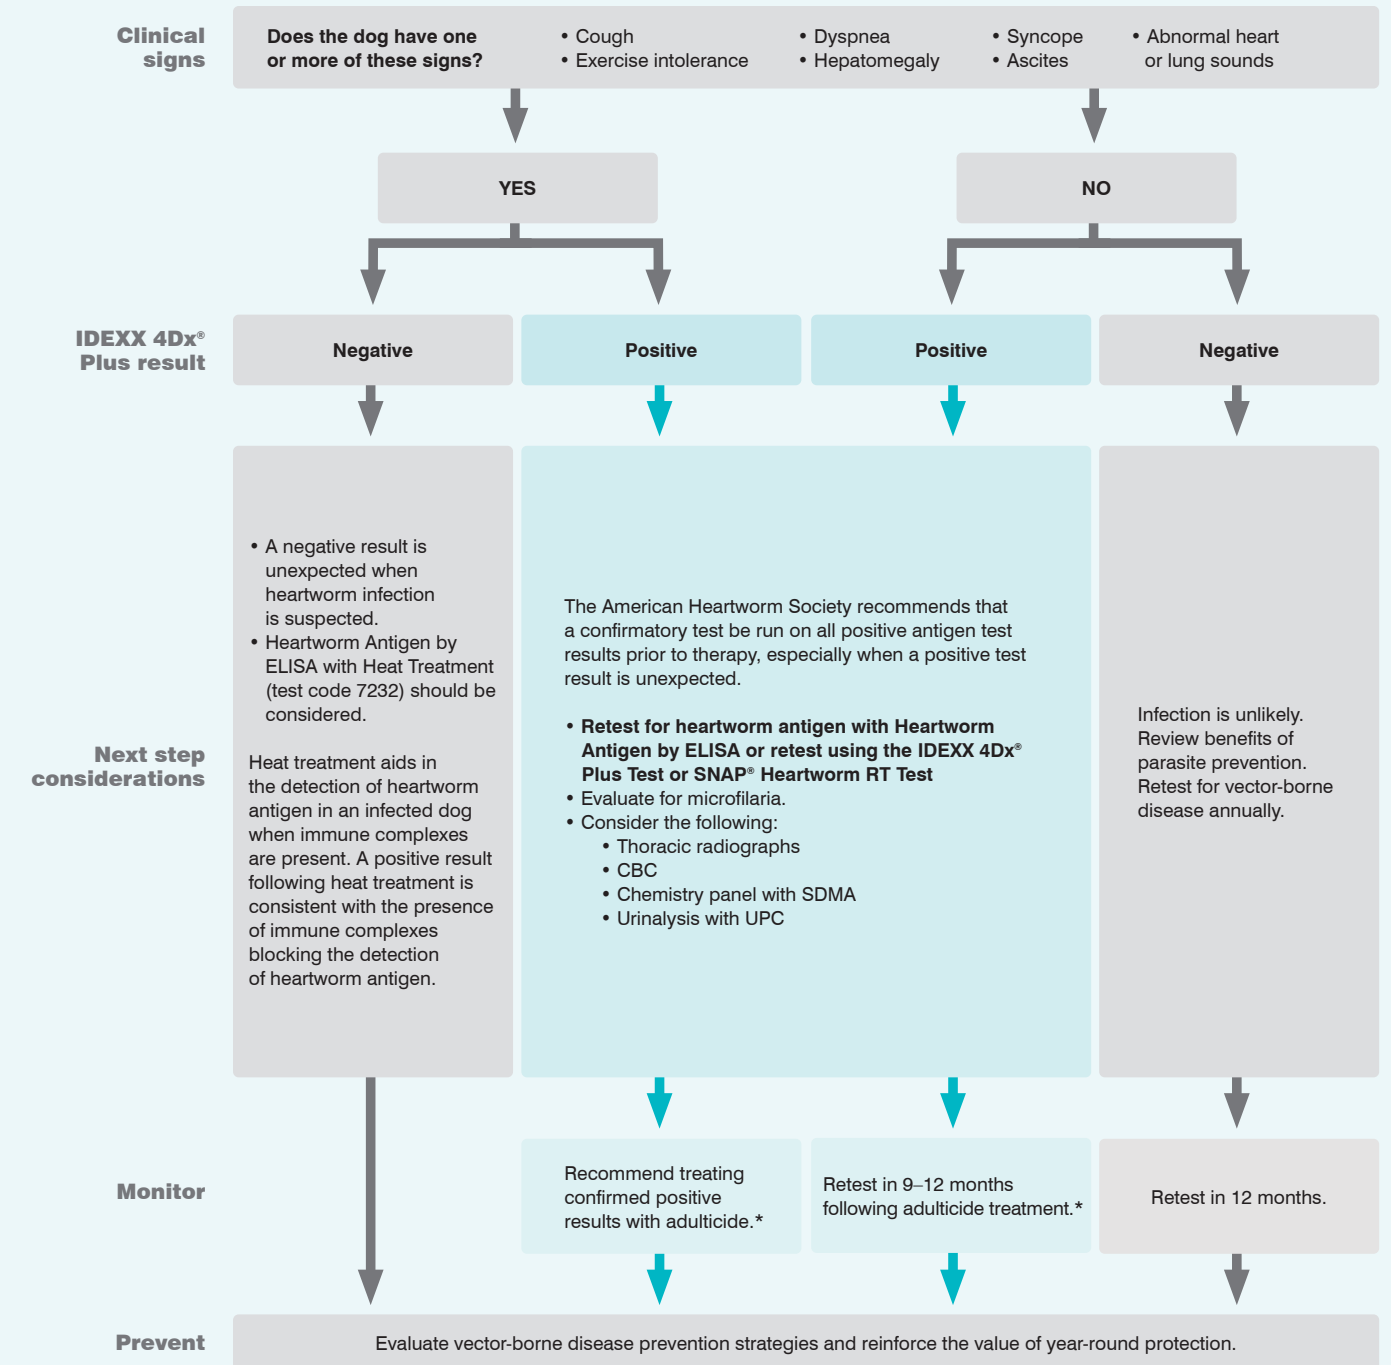 Clinical
signs
Does the dog have one
or more of these signs?
• Cough
• Exercise intolerance
• Dyspnea
• Hepatomegaly
• Syncope
• Ascites
• Abnormal heart
or lung sounds
YES
NO
IDEXX 4Dx®
Plus result
Negative
Positive
Positive
Negative
Next step
considerations
• A negative result is
unexpected when
heartworm infection
is suspected.
• Heartworm Antigen by
ELISA with Heat Treatment
(test code 7232) should be
considered.
Heat treatment aids in
the detection of heartworm
antigen in an infected dog
when immune complexes
are present. A positive result
following heat treatment is
consistent with the presence
of immune complexes
blocking the detection
of heartworm antigen.
The American Heartworm Society recommends that
a confirmatory test be run on all positive antigen test
results prior to therapy, especially when a positive test
result is unexpected.
• Retest for heartworm antigen with Heartworm
Antigen by ELISA or retest using the IDEXX 4Dx®
Plus Test or SNAP® Heartworm RT Test
• Evaluate for microfilaria.
• Consider the following:
• Thoracic radiographs
• CBC
• Chemistry panel with SDMA
• Urinalysis with UPC
Infection is unlikely.
Review benefits of
parasite prevention.
Retest for vector-borne
disease annually.
Monitor
Recommend treating
confirmed positive
results with adulticide.*
Retest in 9–12 months
following adulticide treatment.*
Retest in 12 months.
Prevent
Evaluate vector-borne disease prevention strategies and reinforce the value of year-round protection.